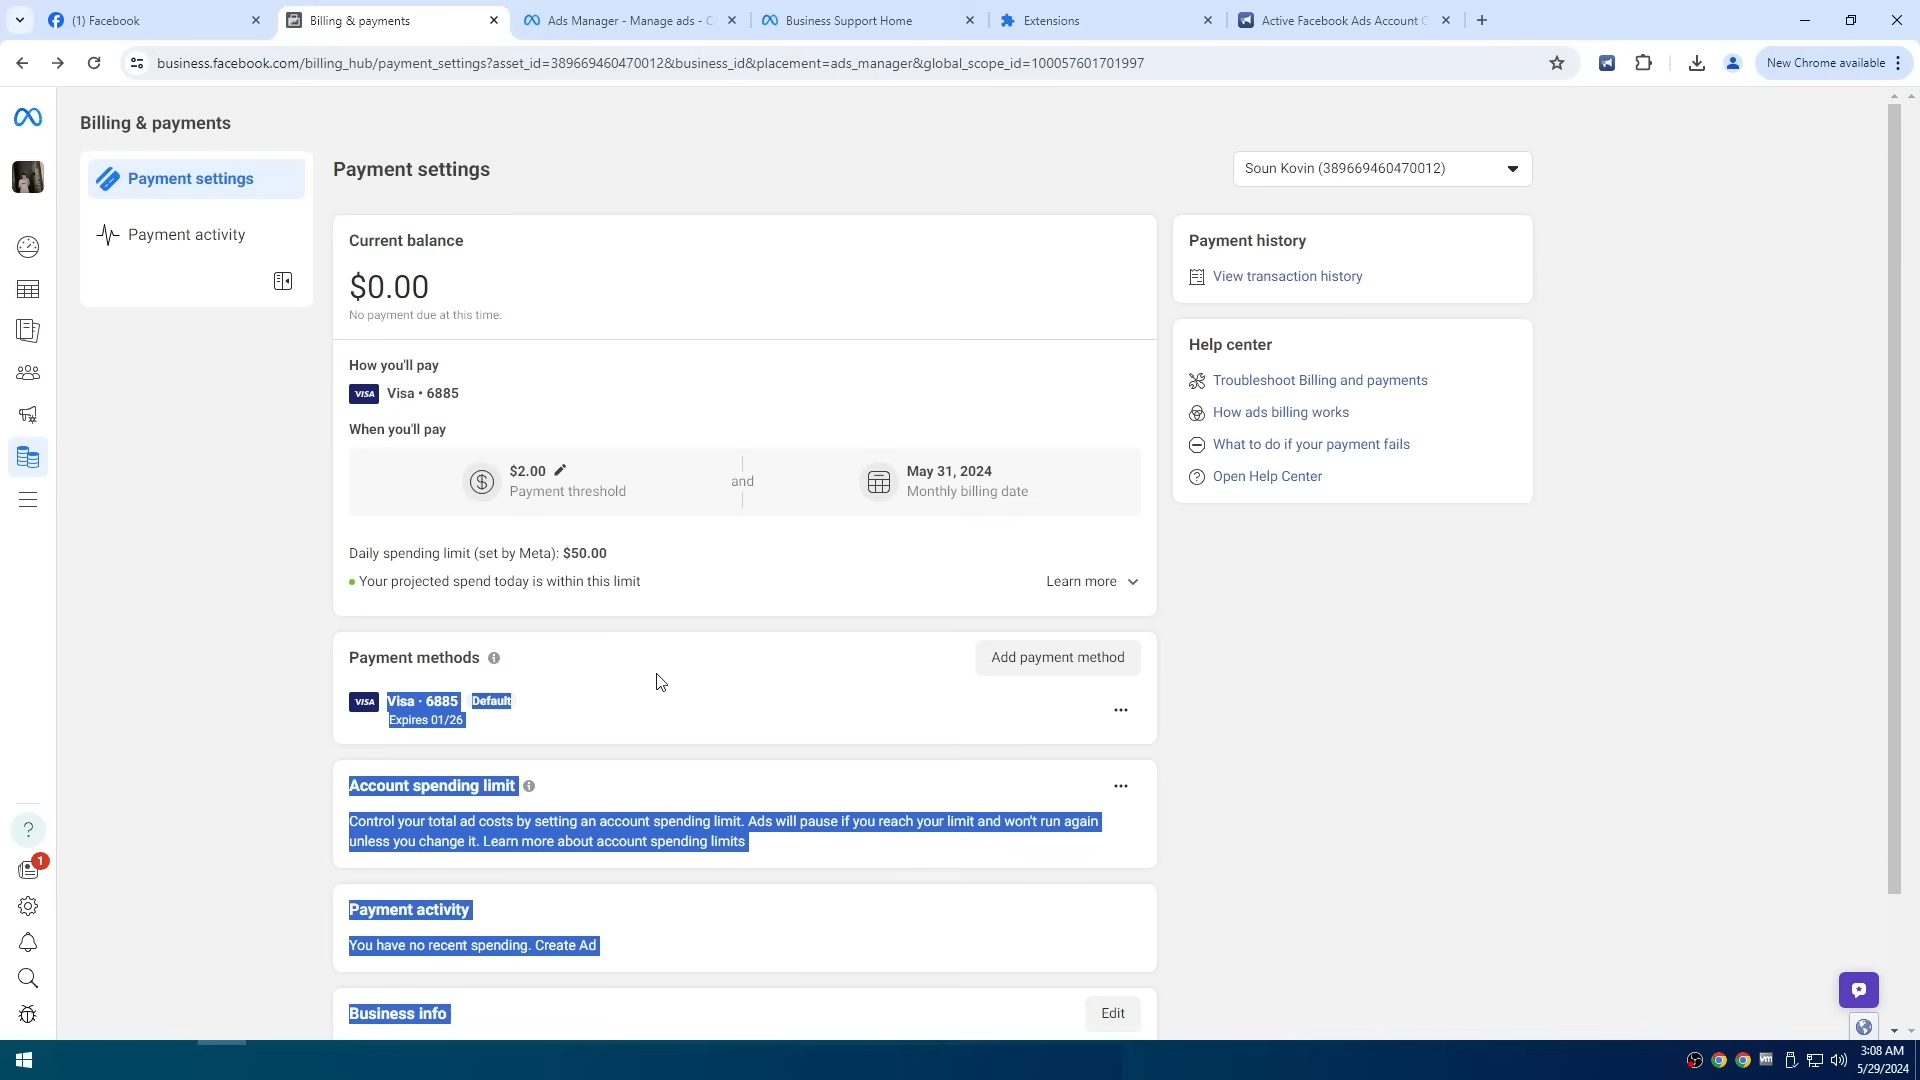 (1) Facebook
Billing & payments
Ads Manager - Manage ads - C
Business Support Home
Extensions
Active Facebook Ads Account C
business.facebook.com/billing_hub/payment_settings?asset_id=389669460470012&business_id&placement=ads_manager&global_scope_id=100057601701997
New Chrome available
Billing & payments
Payment settings
Payment activity
Payment settings
Soun Kovin (389669460470012)
Current balance
$0.00
No payment due at this time.
How you'll pay
VISA Visa • 6885
When you'll pay
$2.00
Payment threshold
and
May 31, 2024
Monthly billing date
Daily spending limit (set by Meta): $50.00
Your projected spend today is within this limit
Learn more
Payment methods
Add payment method
VISA Visa · 6885 Default
Expires 01/26
Account spending limit
Control your total ad costs by setting an account spending limit. Ads will pause if you reach your limit and won't run again
unless you change it. Learn more about account spending limits
Payment activity
You have no recent spending. Create Ad
Business info
Edit
Payment history
View transaction history
Help center
Troubleshoot Billing and payments
How ads billing works
What to do if your payment fails
Open Help Center
1
vm
3:08 AM
5/29/2024